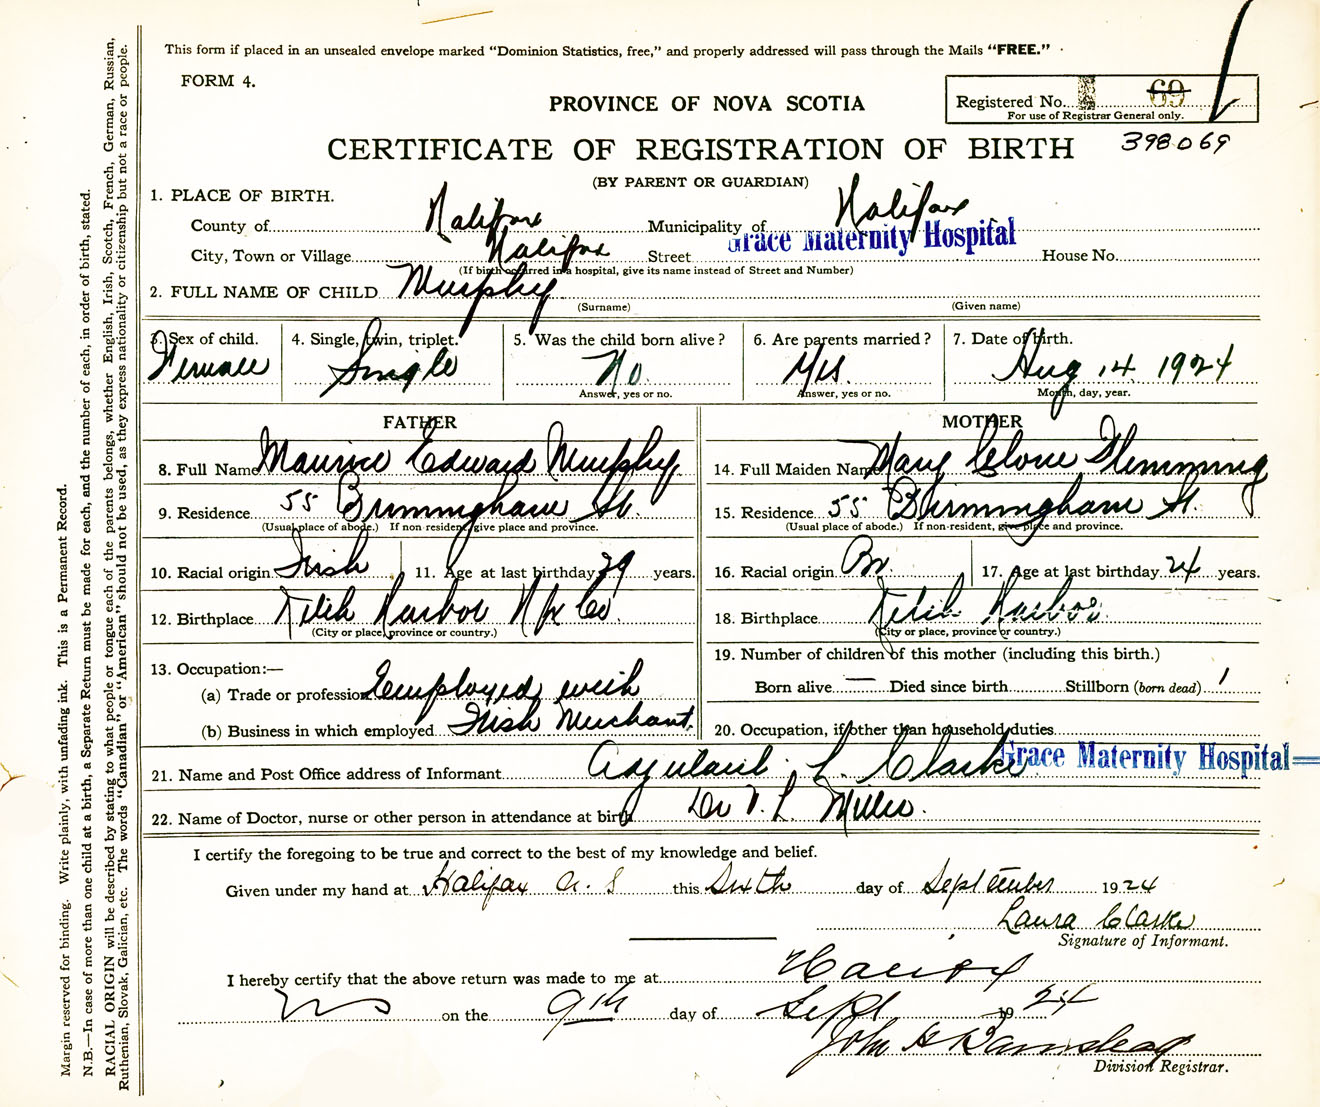 This form if placed in an unsealed envelope marked “Dominion Statistics, free,” and properly addressed will pass through the Mails “FREE.”
FORM 4.
Registered No. 69
For use of Registrar General only.
PROVINCE OF NOVA SCOTIA
398069
CERTIFICATE OF REGISTRATION OF BIRTH
(BY PARENT OR GUARDIAN)
1. PLACE OF BIRTH.
County of Halifax Municipality of Halifax
City, Town or Village Halifax Street Grace Maternity Hospital House No.
(If birth occurred in a hospital, give its name instead of Street and Number)
2. FULL NAME OF CHILD Murphy
(Surname) (Given name)
3. Sex of child. 4. Single, twin, triplet. 5. Was the child born alive? 6. Are parents married? 7. Date of birth.
Female Single No. Yes. Aug 14 1924
Answer, yes or no. Answer, yes or no. Month, day, year.
FATHER
8. Full Name Maurice Edward Murphy
9. Residence 55 Birmingham St.
(Usual place of abode.) If non-resident, give place and province.
10. Racial origin Irish 11. Age at last birthday 29 years.
12. Birthplace Ketch Harbor Hfx Co
(City or place, province or country.)
13. Occupation:—
(a) Trade or profession Employed with
(b) Business in which employed Fish Merchant
MOTHER
14. Full Maiden Name Mary Flemming
15. Residence 55 Birmingham St.
(Usual place of abode.) If non-resident, give place and province.
16. Racial origin Br 17. Age at last birthday 24 years.
18. Birthplace Ketch Harbor
(City or place, province or country.)
19. Number of children of this mother (including this birth.)
Born alive — Died since birth Stillborn (born dead) 1
20. Occupation, if other than household duties
21. Name and Post Office address of Informant L. Clarke Grace Maternity Hospital—
22. Name of Doctor, nurse or other person in attendance at birth Dr N. L. Miller.
I certify the foregoing to be true and correct to the best of my knowledge and belief.
Given under my hand at Halifax N. S this Sixth day of September 1924
Laura Clarke
Signature of Informant.
I hereby certify that the above return was made to me at Halifax
NS on the 9th day of Sept 1924
John H Barnstead
Division Registrar.
Margin reserved for binding. Write plainly, with unfading ink. This is a Permanent Record.
N.B.—In case of more than one child at a birth, a Separate Return must be made for each, and the number of each, in order of birth, stated.
RACIAL ORIGIN will be described by stating to what people or tongue each of the parents belongs, whether English, Irish, Scotch, French, German, Russian,
Ruthenian, Slovak, Galician, etc. The words “Canadian” or “American” should not be used, as they express nationality or citizenship but not a race or people.